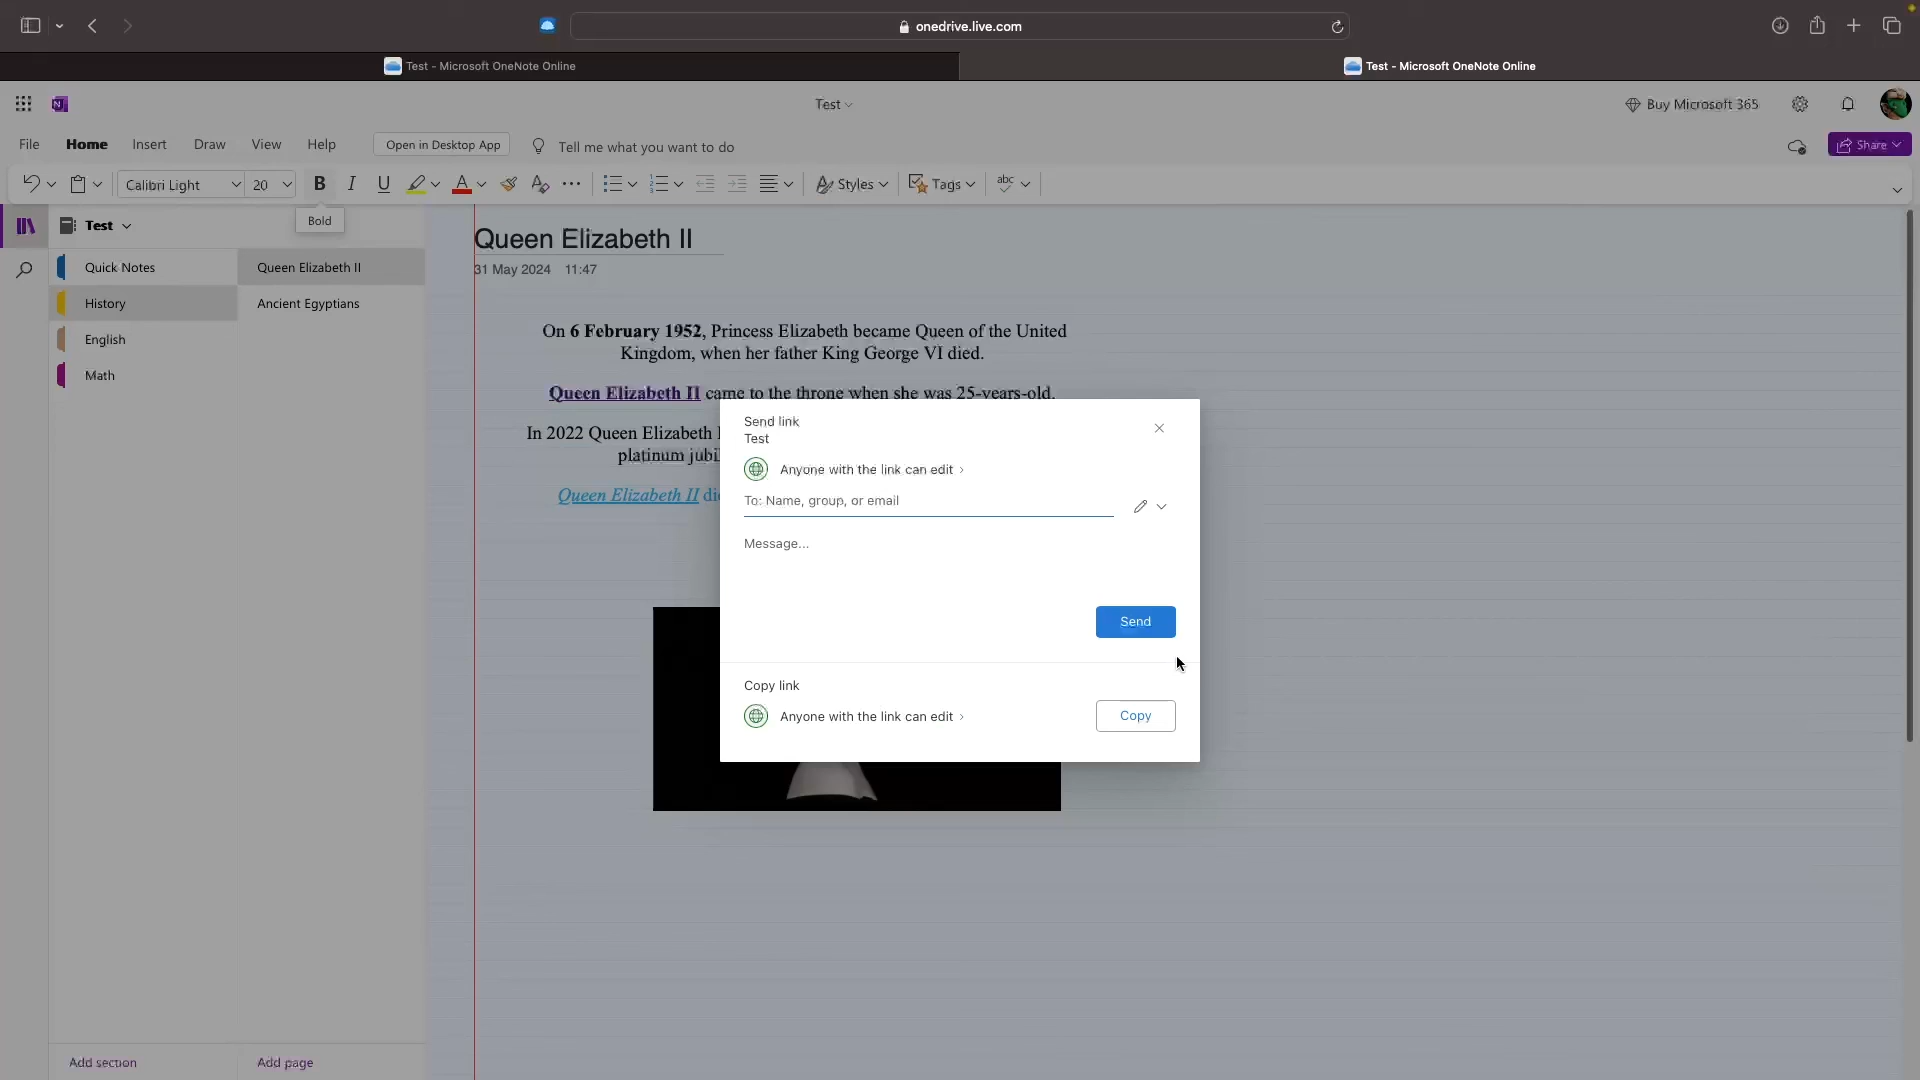 onedrive.live.com
Test - Microsoft OneNote Online
Test - Microsoft OneNote Online
N
Test
Buy Microsoft 365
File
Home
Insert
Draw
View
Help
Open in Desktop App
Tell me what you want to do
Share
Calibri Light
20
B
I
U
A
Styles
Tags
abc
Bold
Test
Quick Notes
History
English
Math
Queen Elizabeth II
Ancient Egyptians
Queen Elizabeth II
31 May 2024 11:47
On 6 February 1952, Princess Elizabeth became Queen of the United
Kingdom, when her father King George VI died.
Queen Elizabeth II came to the throne when she was 25-years-old.
In 2022 Queen Elizabeth
platinum
Queen Elizabeth II
Send link
Test
Anyone with the link can edit
To: Name, group, or email
Message...
Send
Copy link
Anyone with the link can edit
Copy
Add section
Add page